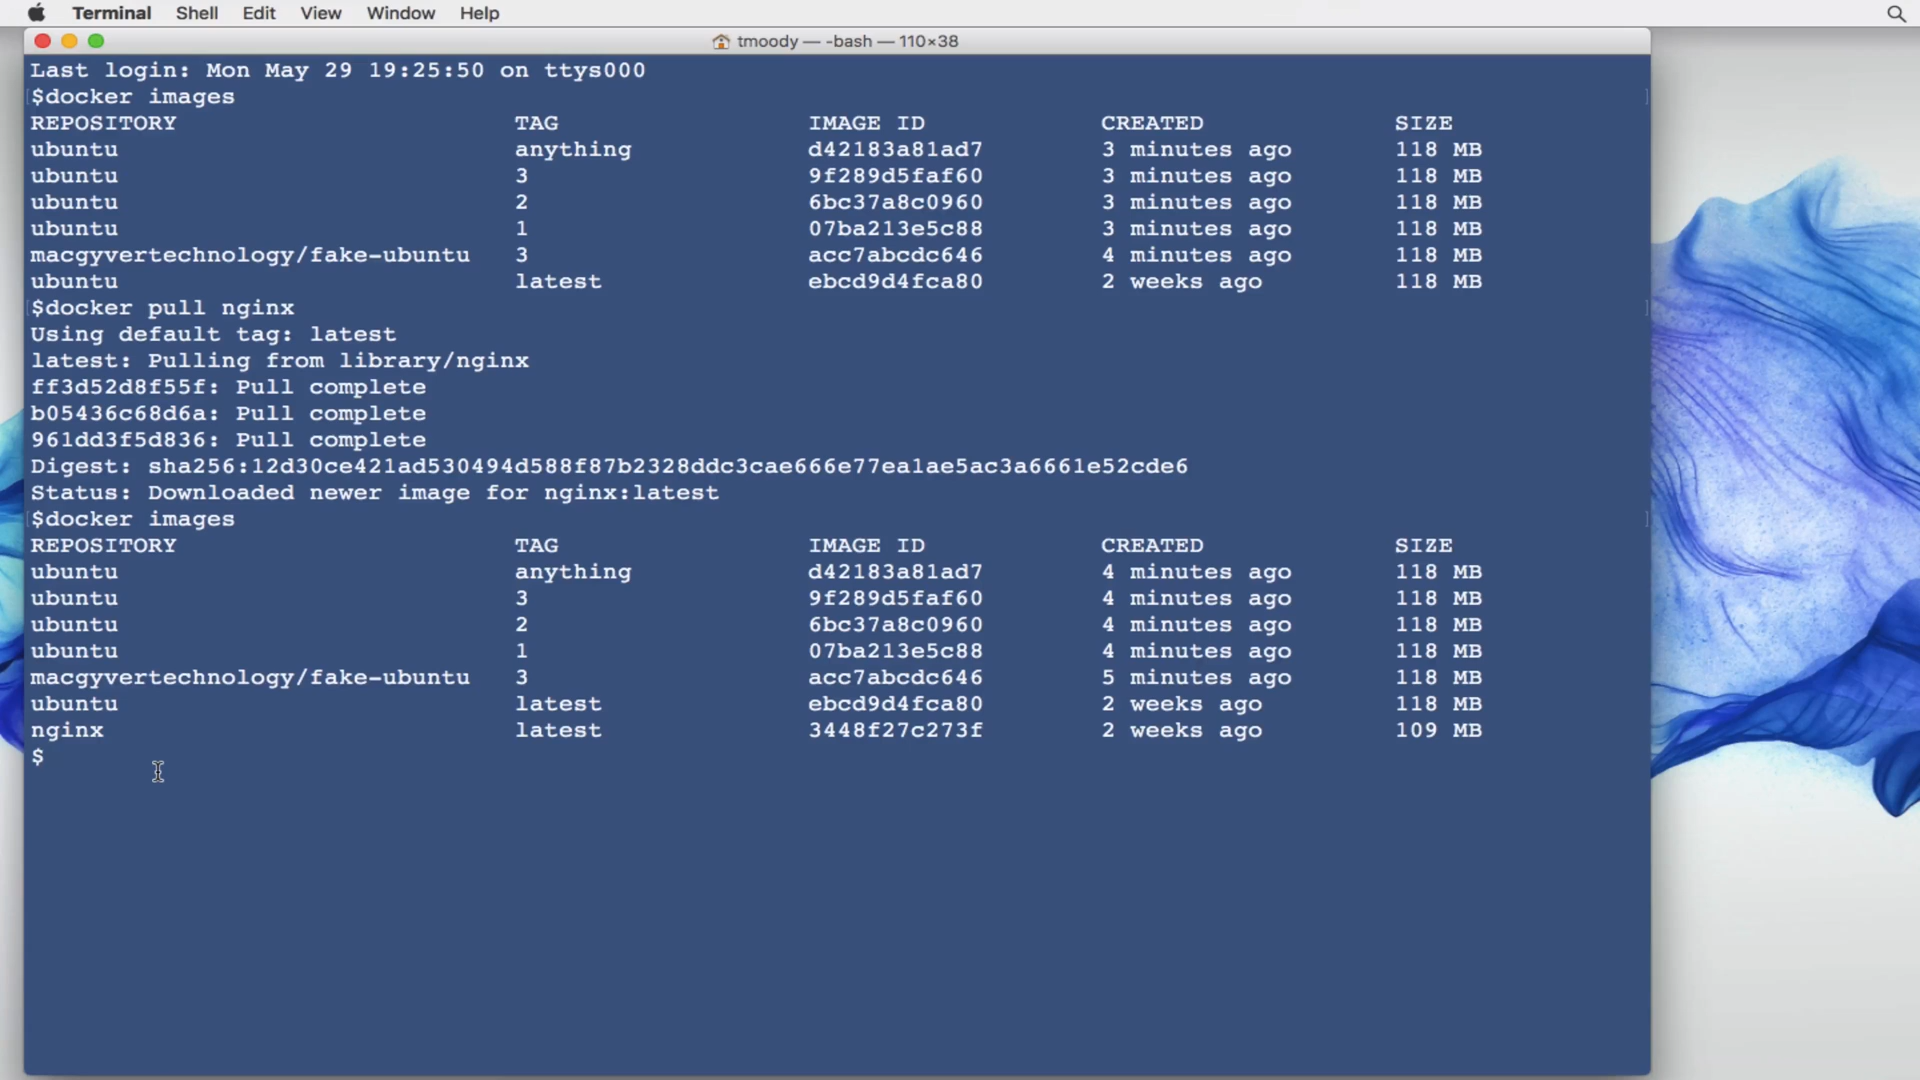 Terminal Shell Edit View Window Help
tmoody — -bash — 110×38
Last login: Mon May 29 19:25:50 on ttys000
$docker images
REPOSITORY TAG IMAGE ID CREATED SIZE
ubuntu anything d42183a81ad7 3 minutes ago 118 MB
ubuntu 3 9f289d5faf60 3 minutes ago 118 MB
ubuntu 2 6bc37a8c0960 3 minutes ago 118 MB
ubuntu 1 07ba213e5c88 3 minutes ago 118 MB
macgyvertechnology/fake-ubuntu 3 acc7abcdc646 4 minutes ago 118 MB
ubuntu latest ebcd9d4fca80 2 weeks ago 118 MB
$docker pull nginx
Using default tag: latest
latest: Pulling from library/nginx
ff3d52d8f55f: Pull complete
b05436c68d6a: Pull complete
961dd3f5d836: Pull complete
Digest: sha256:12d30ce421ad530494d588f87b2328ddc3cae666e77ea1ae5ac3a6661e52cde6
Status: Downloaded newer image for nginx:latest
$docker images
REPOSITORY TAG IMAGE ID CREATED SIZE
ubuntu anything d42183a81ad7 4 minutes ago 118 MB
ubuntu 3 9f289d5faf60 4 minutes ago 118 MB
ubuntu 2 6bc37a8c0960 4 minutes ago 118 MB
ubuntu 1 07ba213e5c88 4 minutes ago 118 MB
macgyvertechnology/fake-ubuntu 3 acc7abcdc646 5 minutes ago 118 MB
ubuntu latest ebcd9d4fca80 2 weeks ago 118 MB
nginx latest 3448f27c273f 2 weeks ago 109 MB
$